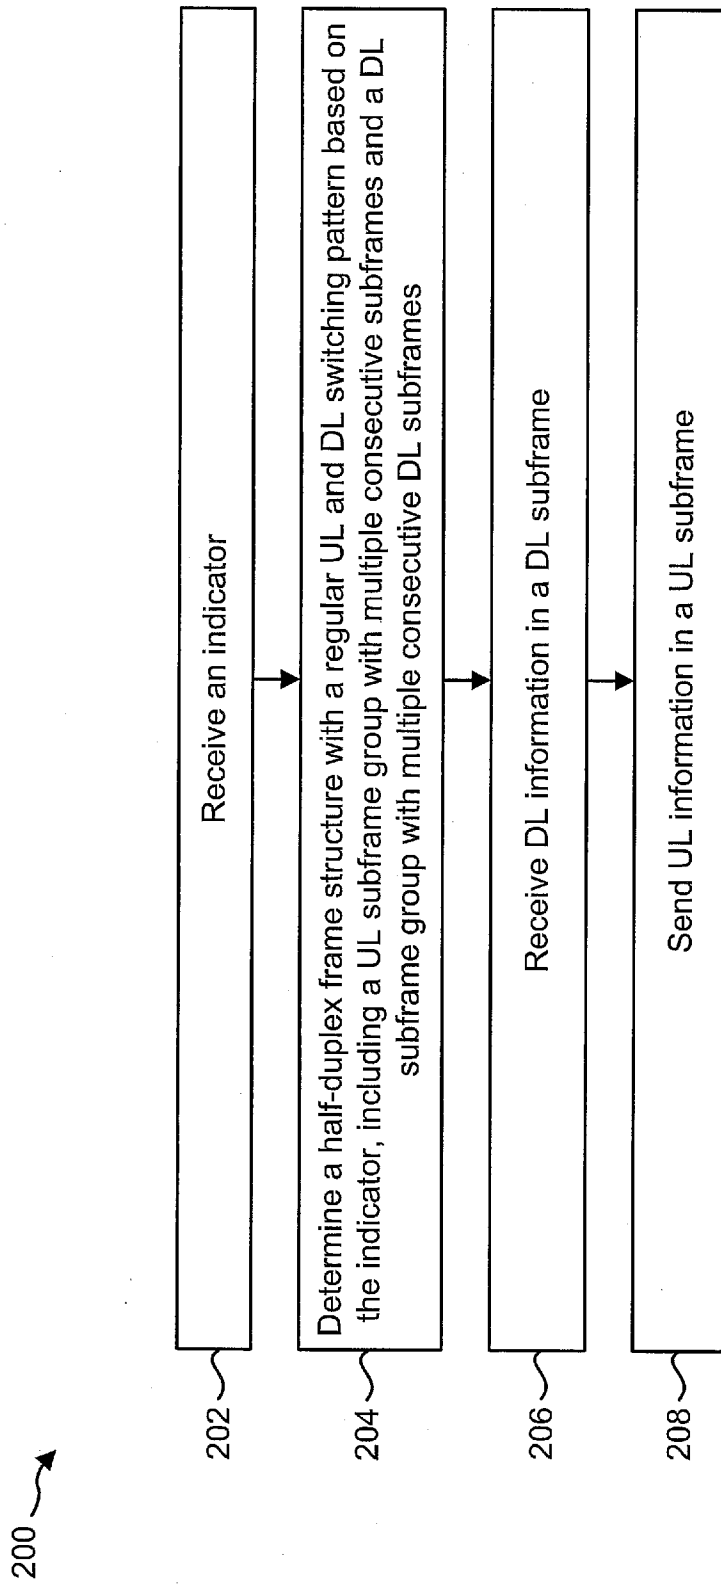 200
202
Receive an indicator
204
Determine a half-duplex frame structure with a regular UL and DL switching pattern based on
the indicator, including a UL subframe group with multiple consecutive subframes and a DL
subframe group with multiple consecutive DL subframes
206
Receive DL information in a DL subframe
208
Send UL information in a UL subframe